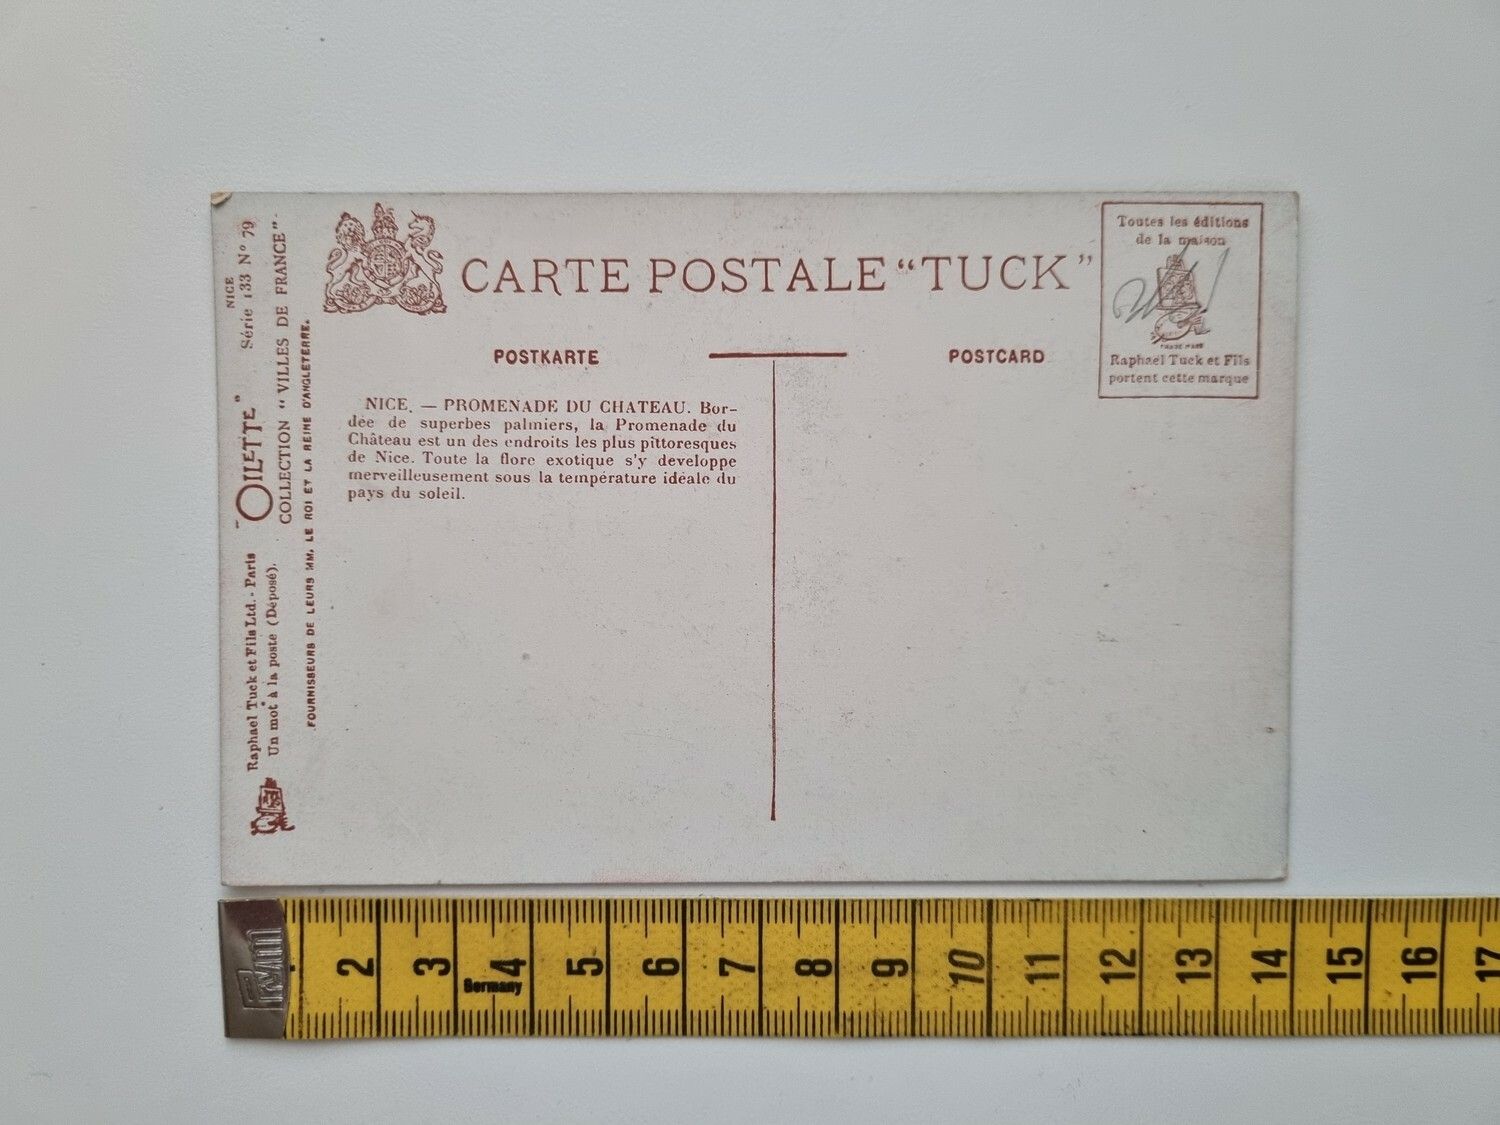 NICE
Série 133 Nº 79
"OILETTE"
COLLECTION "VILLES DE FRANCE".
Raphael Tuck et Fils Ltd. - Paris
Un mot à la poste (Déposé).
FOURNISSEURS DE LEURS MM. LE ROI ET LA REINE D'ANGLETERRE.
CARTE POSTALE "TUCK"
POSTKARTE
POSTCARD
Toutes les éditions
de la maison
TRADE MARK
Raphael Tuck et Fils
portent cette marque
NICE. — PROMENADE DU CHATEAU. Bor-
dée de superbes palmiers, la Promenade du
Château est un des endroits les plus pittoresques
de Nice. Toute la flore exotique s'y developpe
merveilleusement sous la température idéale du
pays du soleil.
2 3 4 5 6 7 8 9 10 11 12 13 14 15 16 17
Germany